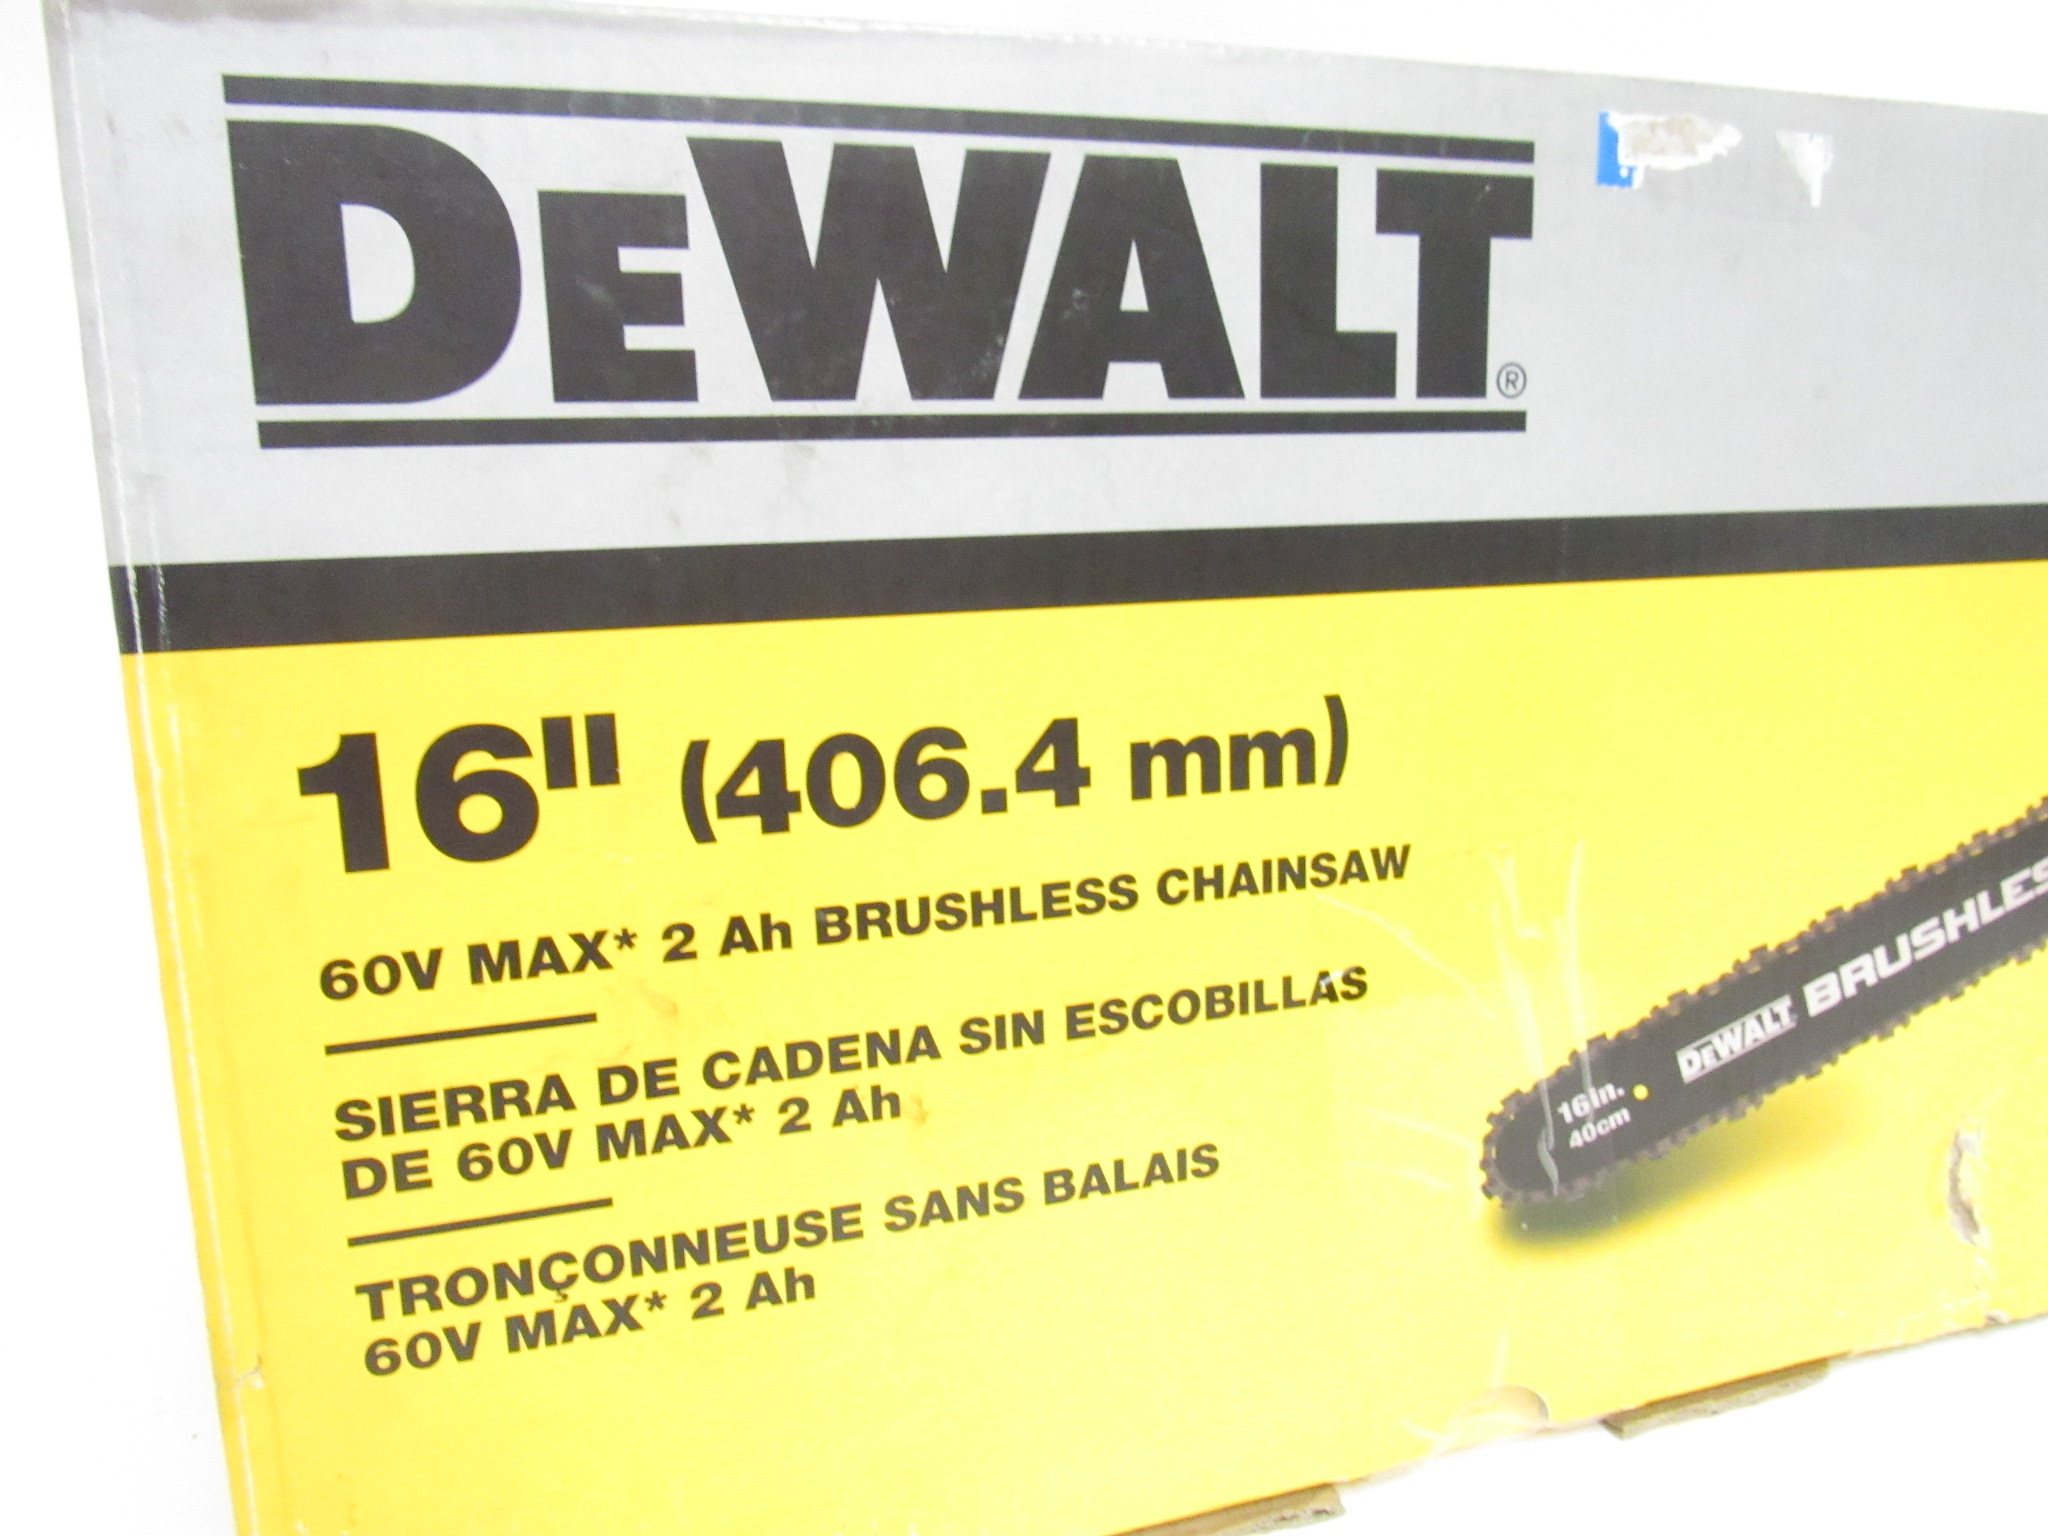 DEWALT®
16" (406.4 mm)
60V MAX* 2 Ah BRUSHLESS CHAINSAW
SIERRA DE CADENA SIN ESCOBILLAS
DE 60V MAX* 2 Ah
TRONÇONNEUSE SANS BALAIS
60V MAX* 2 Ah
16in.
40cm
DEWALT